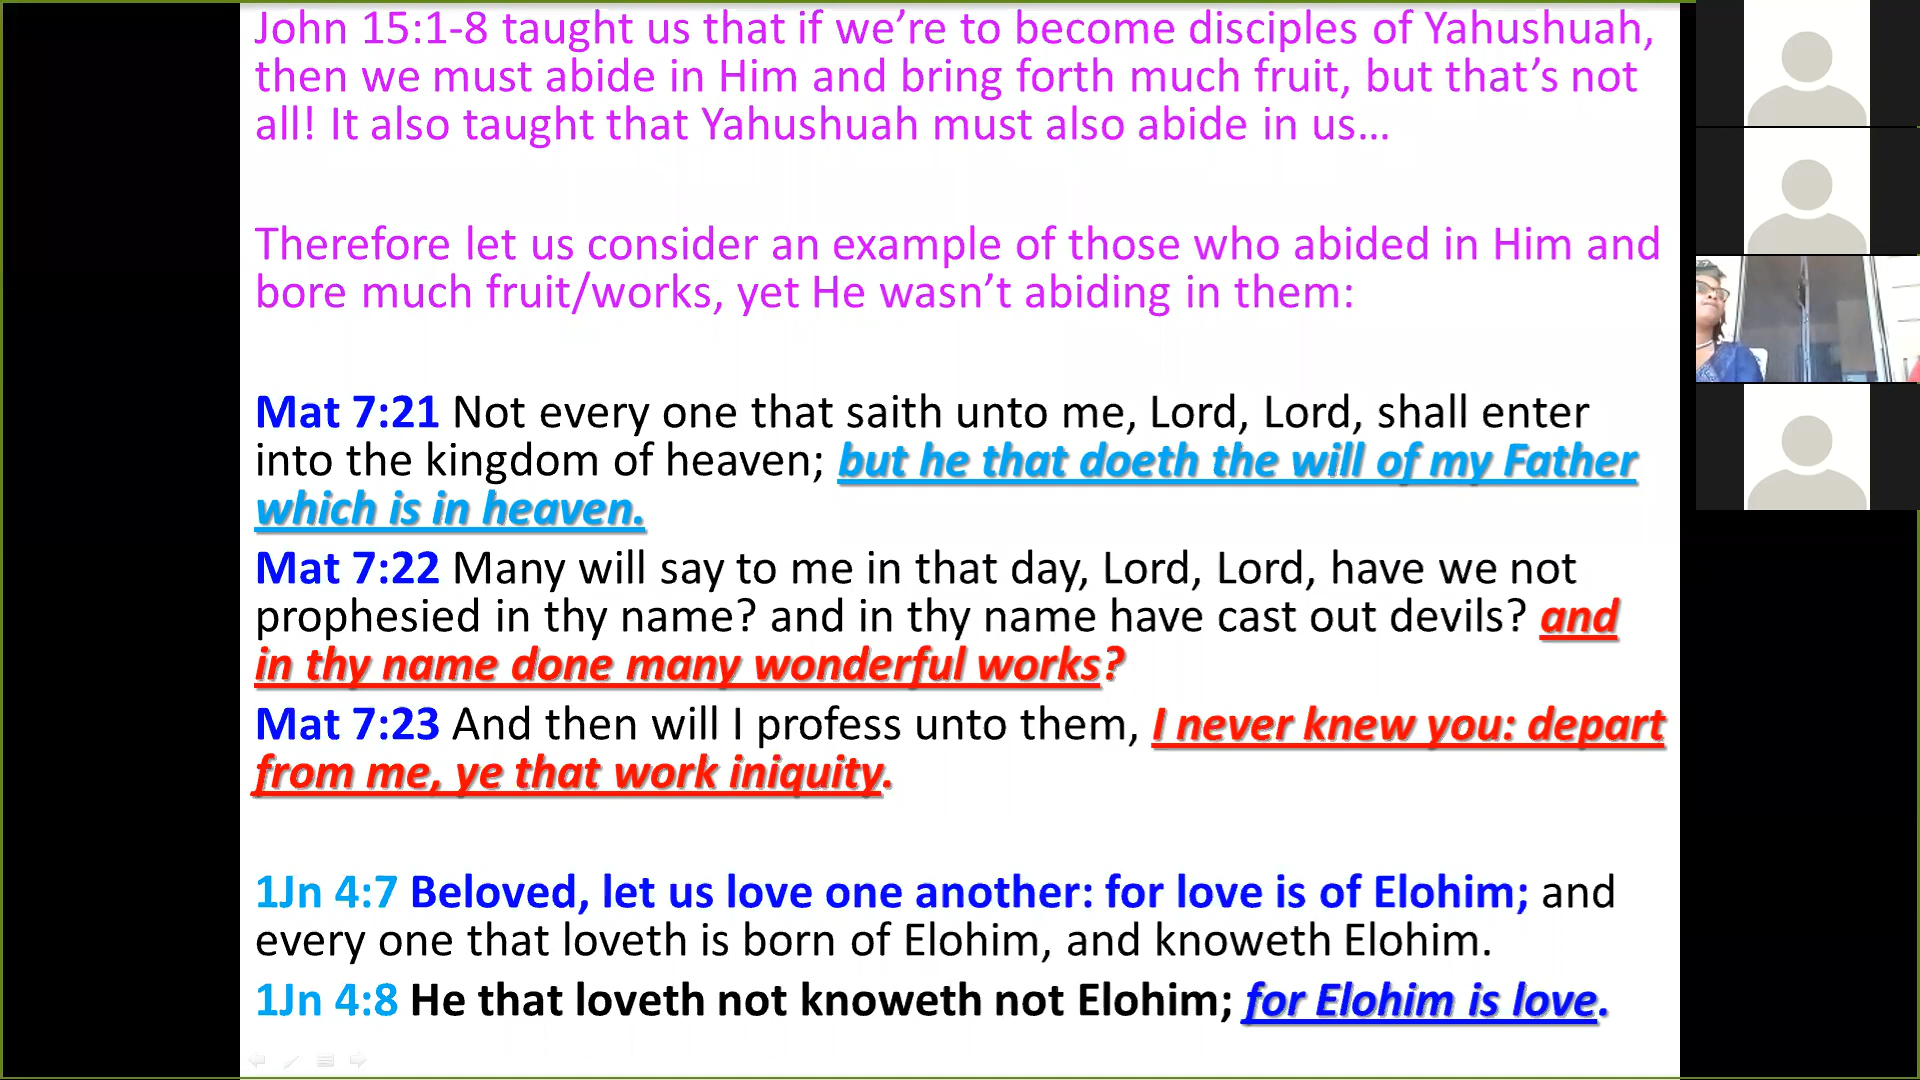 John 15:1-8 taught us that if we’re to become disciples of Yahushuah,
then we must abide in Him and bring forth much fruit, but that’s not
all! It also taught that Yahushuah must also abide in us…
Therefore let us consider an example of those who abided in Him and
bore much fruit/works, yet He wasn’t abiding in them:
Mat 7:21 Not every one that saith unto me, Lord, Lord, shall enter
into the kingdom of heaven; but he that doeth the will of my Father
which is in heaven.
Mat 7:22 Many will say to me in that day, Lord, Lord, have we not
prophesied in thy name? and in thy name have cast out devils? and
in thy name done many wonderful works?
Mat 7:23 And then will I profess unto them, I never knew you: depart
from me, ye that work iniquity.
1Jn 4:7 Beloved, let us love one another: for love is of Elohim; and
every one that loveth is born of Elohim, and knoweth Elohim.
1Jn 4:8 He that loveth not knoweth not Elohim; for Elohim is love.